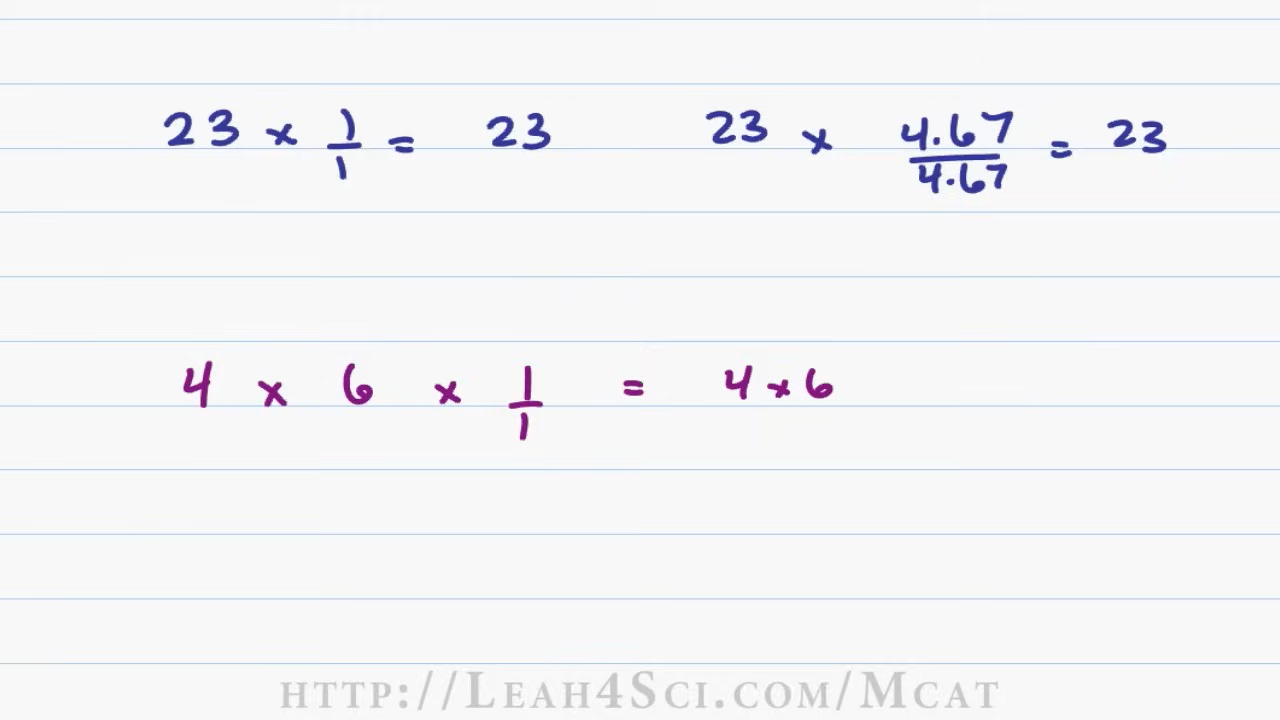 23 x 1/1 = 23    23 x 4.67/4.67 = 23
4 x 6 x 1/1 = 4 x 6
HTTP://LEAH4SCI.COM/MCAT